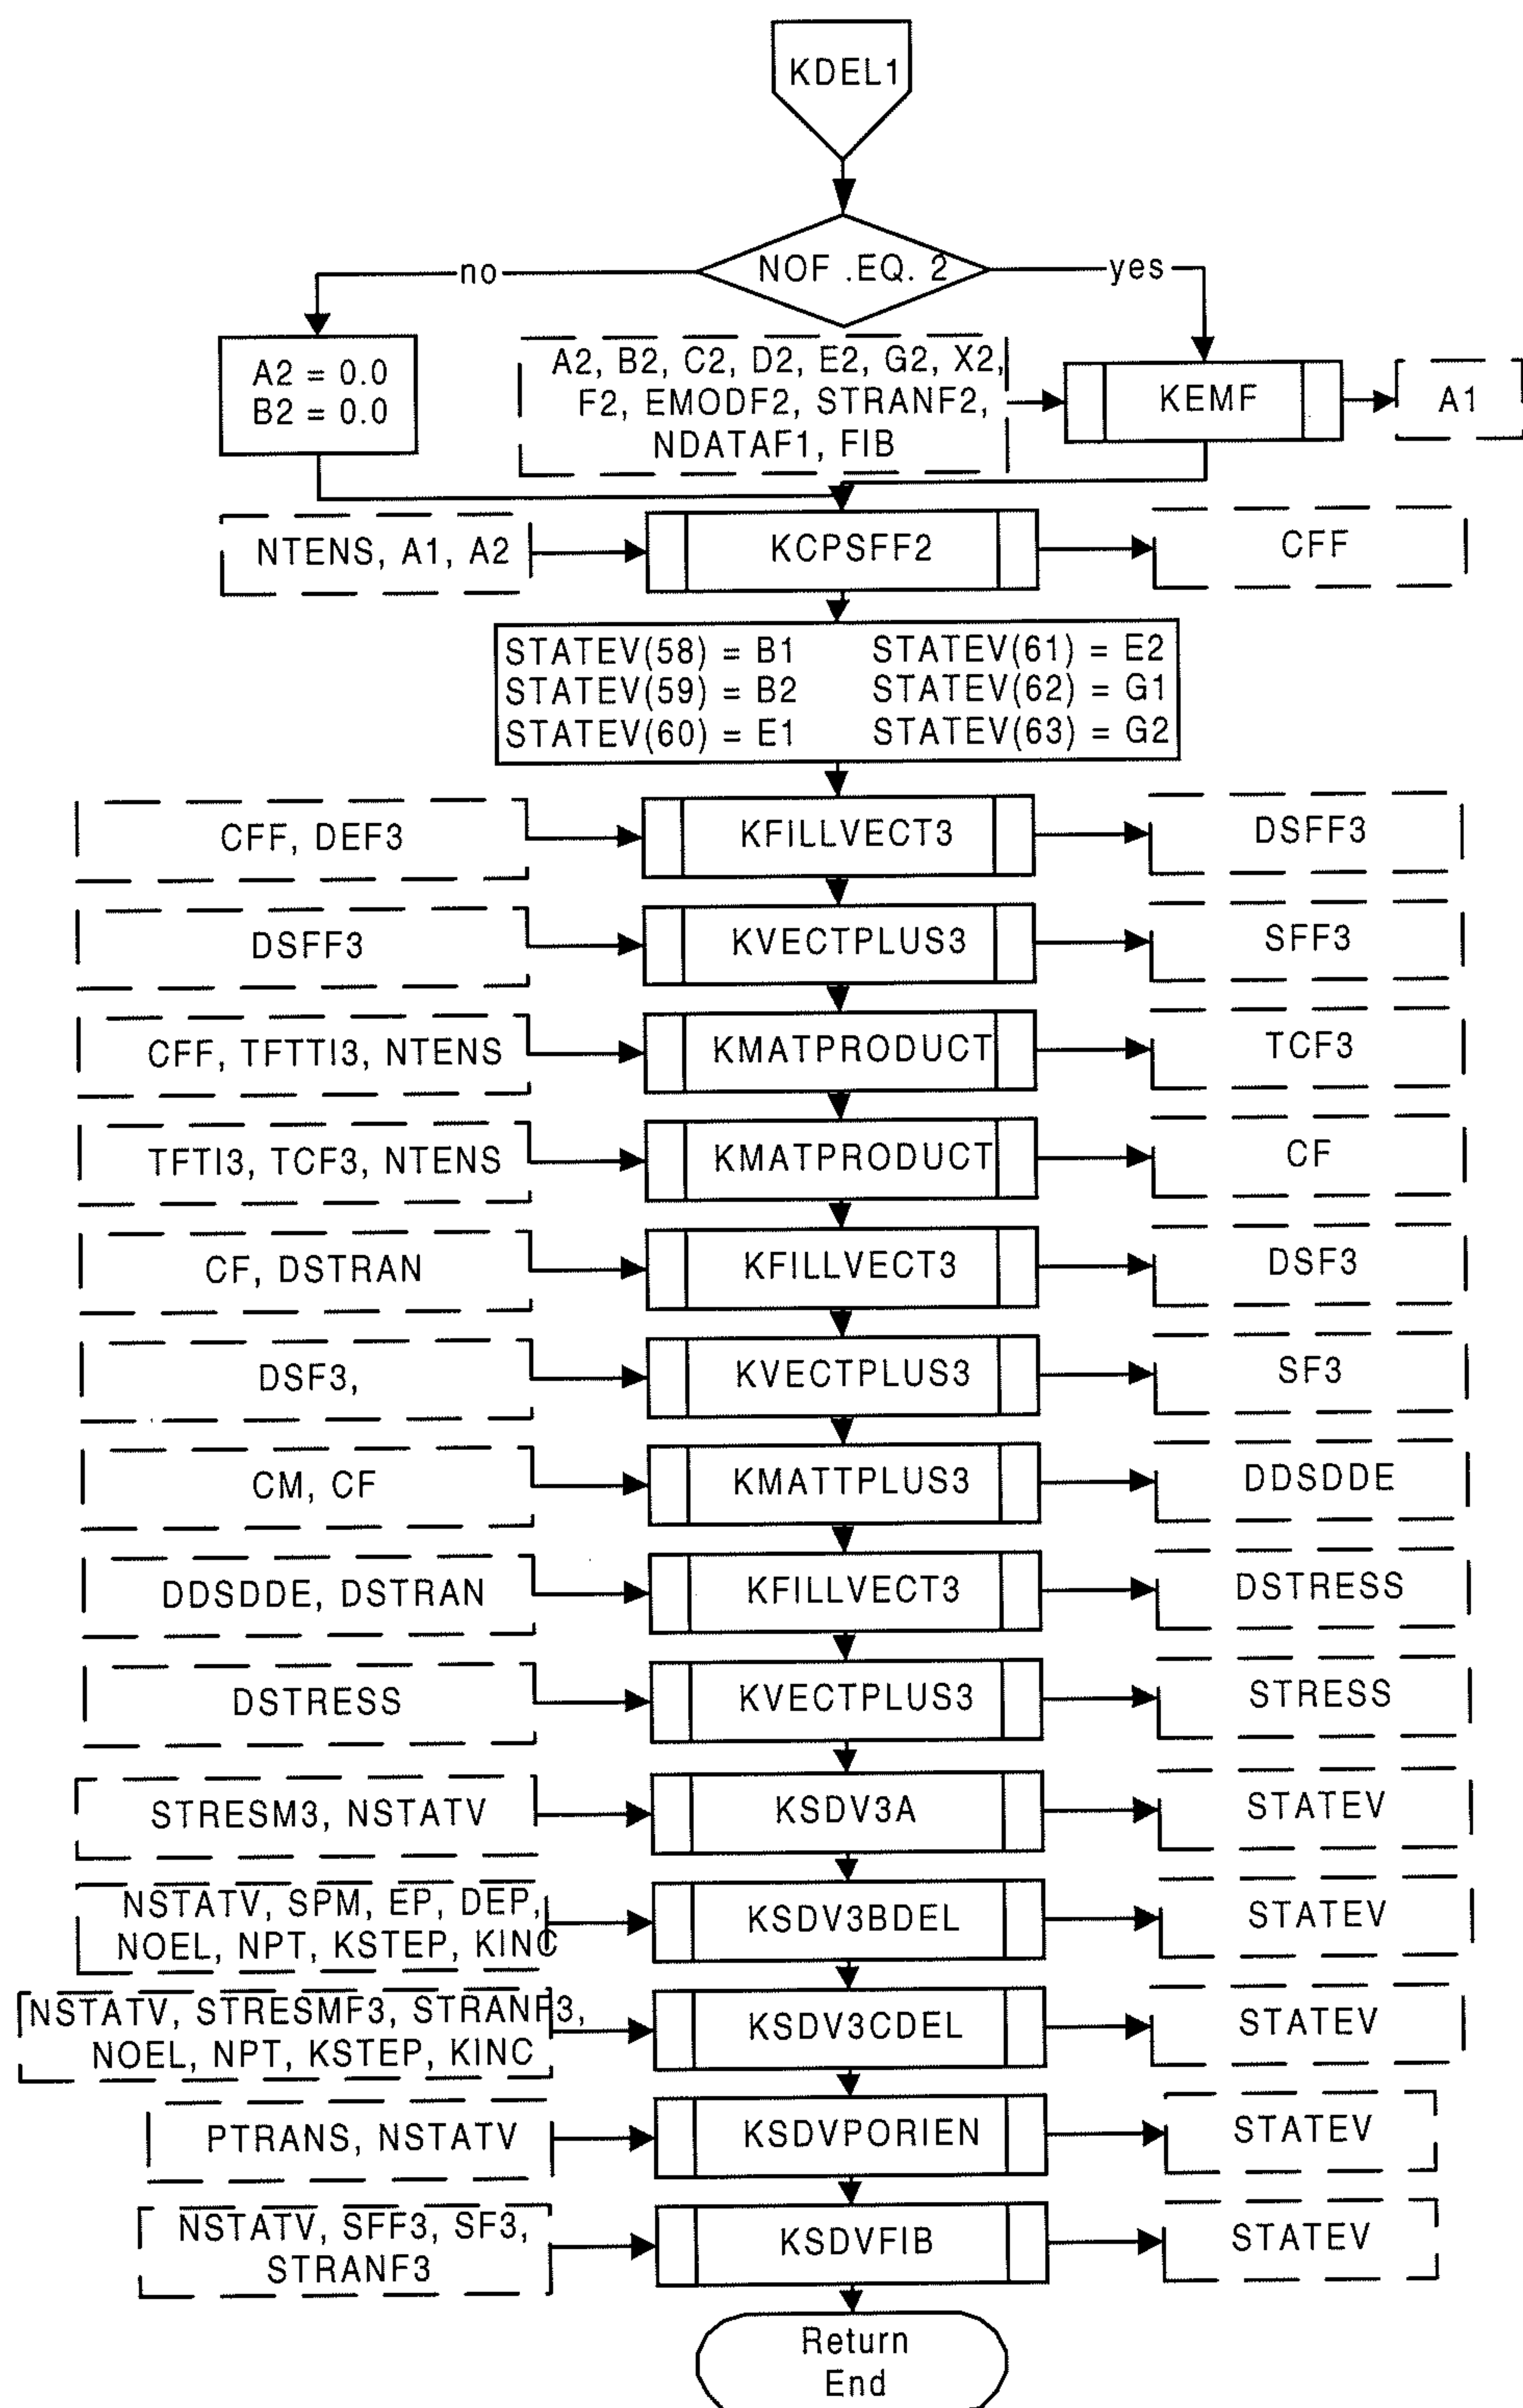 KDEL1
NOF .EQ. 2
no
yes
A2 = 0.0
B2 = 0.0
A2, B2, C2, D2, E2, G2, X2,
F2, EMODF2, STRANF2,
NDATAF1, FIB
KEMF
A1
NTENS, A1, A2
KCPSFF2
CFF
STATEV(58) = B1 STATEV(61) = E2
STATEV(59) = B2 STATEV(62) = G1
STATEV(60) = E1 STATEV(63) = G2
CFF, DEF3
KFILLVECT3
DSFF3
DSFF3
KVECTPLUS3
SFF3
CFF, TFTTI3, NTENS
KMATPRODUCT
TCF3
TFTI3, TCF3, NTENS
KMATPRODUCT
CF
CF, DSTRAN
KFILLVECT3
DSF3
DSF3,
KVECTPLUS3
SF3
CM, CF
KMATTPLUS3
DDSDDE
DDSDDE, DSTRAN
KFILLVECT3
DSTRESS
DSTRESS
KVECTPLUS3
STRESS
STRESM3, NSTATV
KSDV3A
STATEV
NSTATV, SPM, EP, DEP,
NOEL, NPT, KSTEP, KINC
KSDV3BDEL
STATEV
NSTATV, STRESMF3, STRANF3,
NOEL, NPT, KSTEP, KINC
KSDV3CDEL
STATEV
PTRANS, NSTATV
KSDVPORIEN
STATEV
NSTATV, SFF3, SF3,
STRANF3
KSDVFIB
STATEV
Return
End